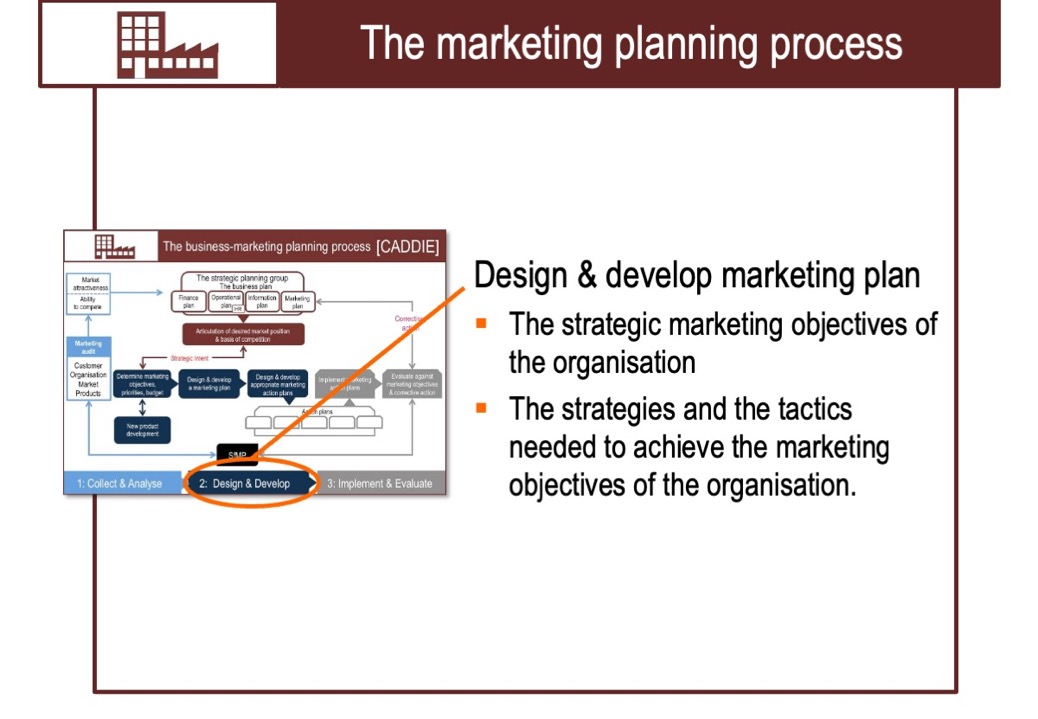 The marketing planning process
The business-marketing planning process [CADDIE]
Market
attractiveness
Ability
to compete
Marketing
audit
Customer
Organisation
Market
Products
The strategic planning group
The business plan
Finance
plan
Operational
plan
HR
Information
plan
Marketing
plan
Articulation of desired market position
& basis of competition
Strategic intent
Determine marketing
objectives,
priorities, budget
Design & develop
a marketing plan
Design & develop
appropriate marketing
action plans
Implement marketing
action plans
Evaluate against
marketing objectives
& corrective action
New product
development
Action plans
1: Collect & Analyse
2: Design & Develop
3: Implement & Evaluate
Design & develop marketing plan
The strategic marketing objectives of
the organisation
The strategies and the tactics
needed to achieve the marketing
objectives of the organisation.